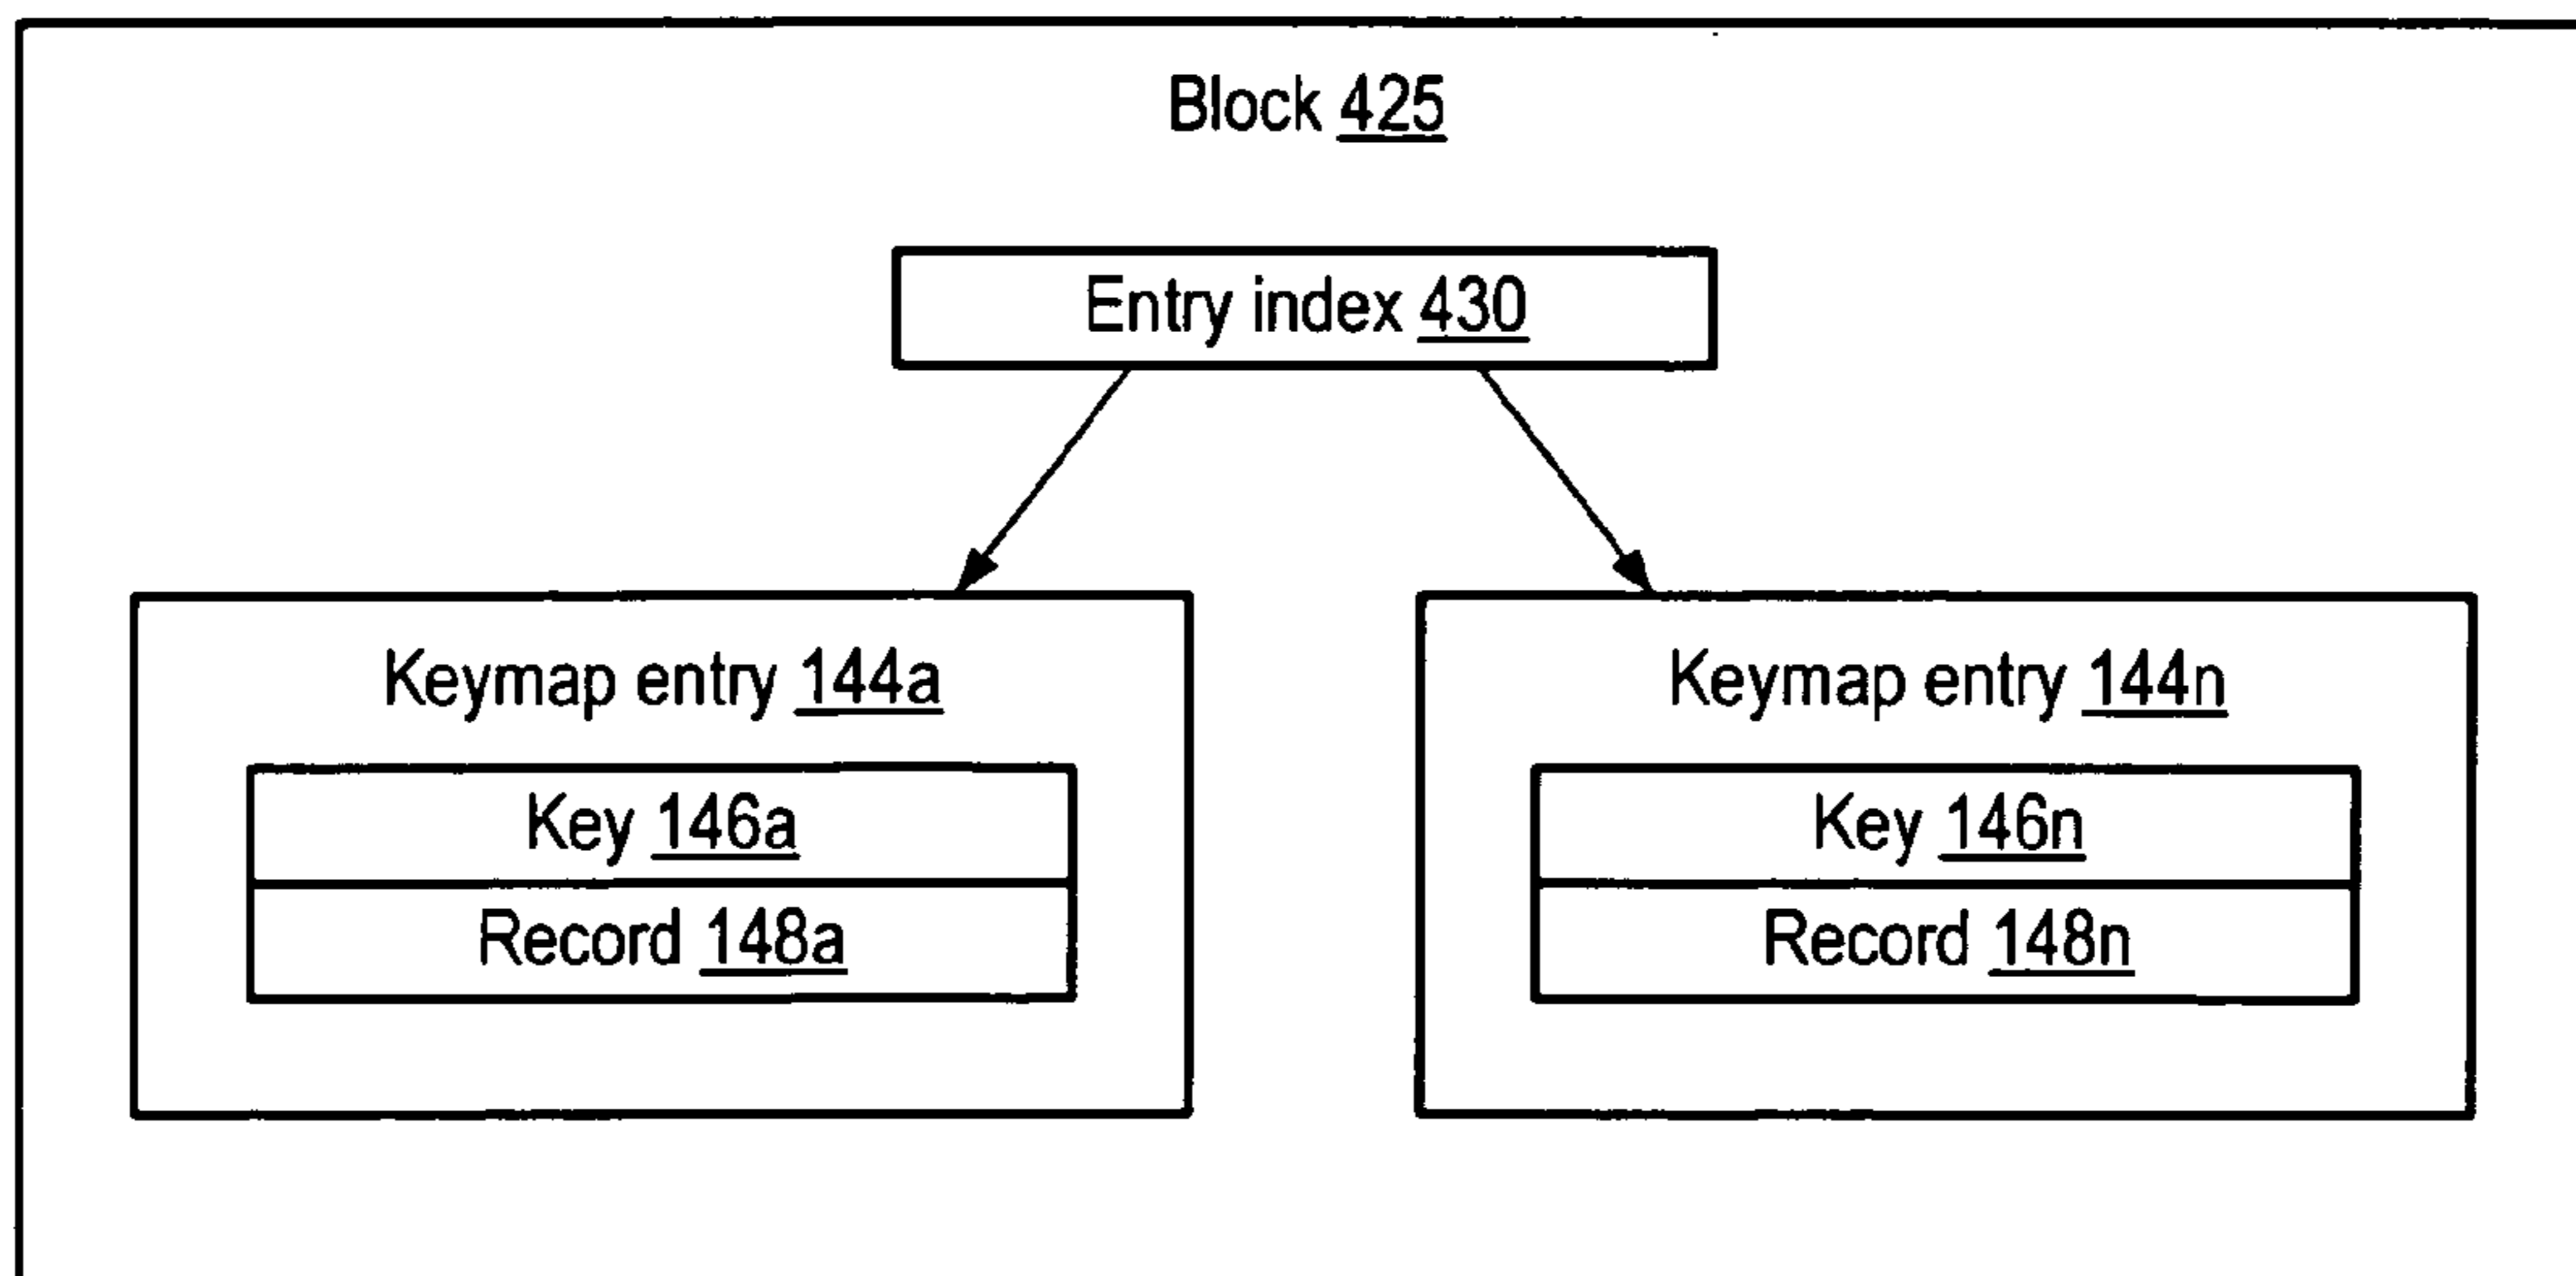 Block 425
Entry index 430
Keymap entry 144a
Key 146a
Record 148a
Keymap entry 144n
Key 146n
Record 148n